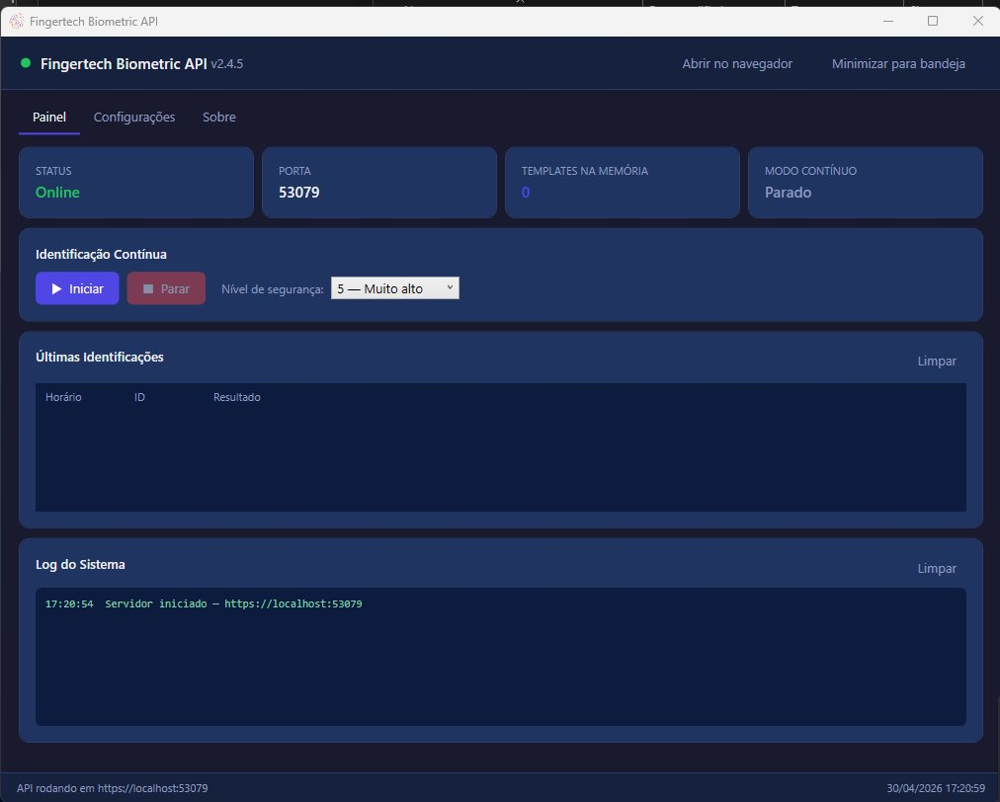 Fingertech Biometric API
Fingertech Biometric API v2.4.5
Abrir no navegador
Minimizar para bandeja
Painel
Configurações
Sobre
STATUS
Online
PORTA
53079
TEMPLATES NA MEMÓRIA
0
MODO CONTÍNUO
Parado
Identificação Contínua
Iniciar
Parar
Nível de segurança:
5 — Muito alto
Últimas Identificações
Limpar
Horário ID Resultado
Log do Sistema
Limpar
17:20:54 Servidor iniciado — https://localhost:53079
API rodando em https://localhost:53079
30/04/2026 17:20:59